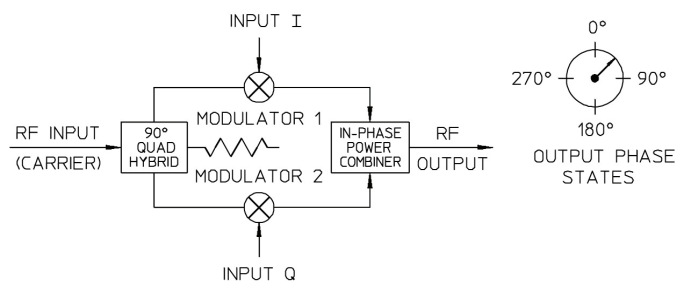 INPUT I
MODULATOR 1
RF INPUT
(CARRIER)
90°
QUAD
HYBRID
MODULATOR 2
IN-PHASE
POWER
COMBINER
RF
OUTPUT
INPUT Q
0°
270°
90°
180°
OUTPUT PHASE
STATES